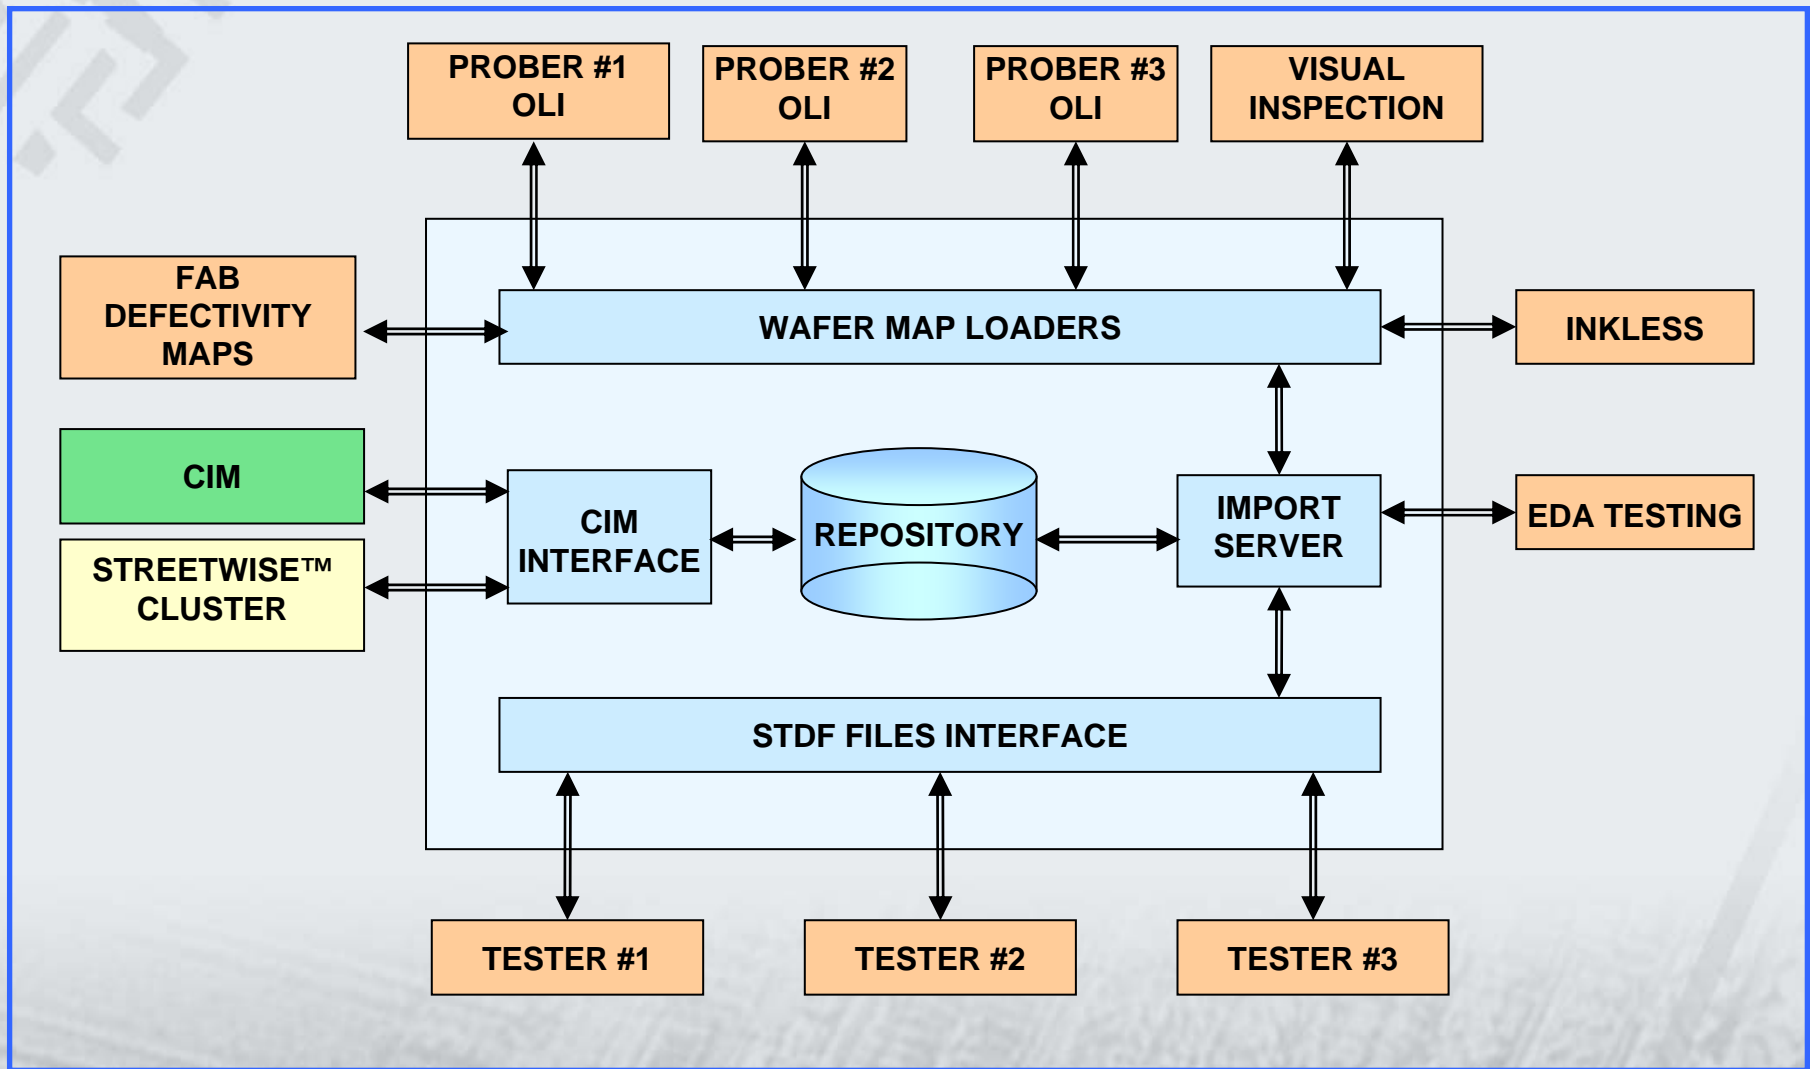 PROBER #1
OLI
PROBER #2
OLI
PROBER #3
OLI
VISUAL
INSPECTION
FAB
DEFECTIVITY
MAPS
WAFER MAP LOADERS
INKLESS
CIM
CIM
INTERFACE
REPOSITORY
IMPORT
SERVER
EDA TESTING
STREETWISE™
CLUSTER
STDF FILES INTERFACE
TESTER #1
TESTER #2
TESTER #3